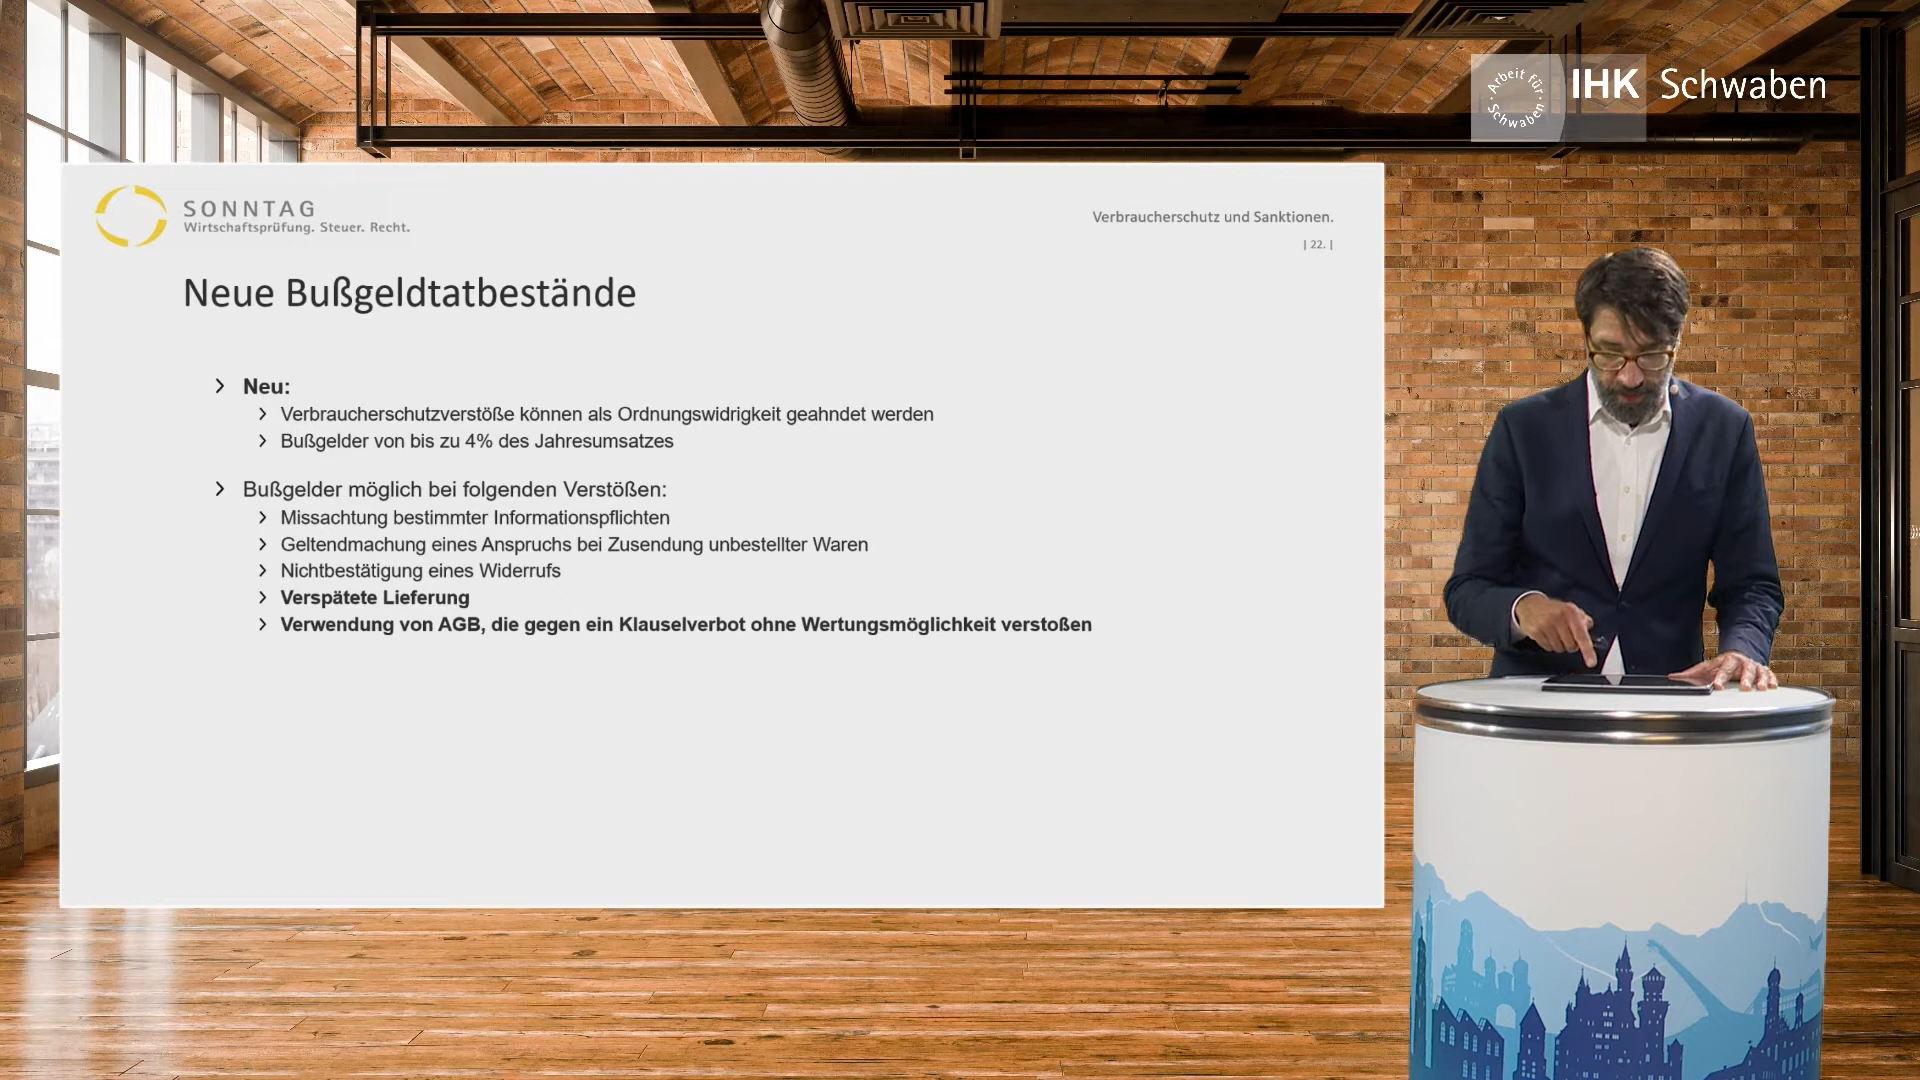 Arbeit für Schwaben
IHK Schwaben
SONNTAG
Wirtschaftsprüfung. Steuer. Recht.
Verbraucherschutz und Sanktionen.
| 22. |
Neue Bußgeldtatbestände
Neu:
Verbraucherschutzverstöße können als Ordnungswidrigkeit geahndet werden
Bußgelder von bis zu 4% des Jahresumsatzes
Bußgelder möglich bei folgenden Verstößen:
Missachtung bestimmter Informationspflichten
Geltendmachung eines Anspruchs bei Zusendung unbestellter Waren
Nichtbestätigung eines Widerrufs
Verspätete Lieferung
Verwendung von AGB, die gegen ein Klauselverbot ohne Wertungsmöglichkeit verstoßen